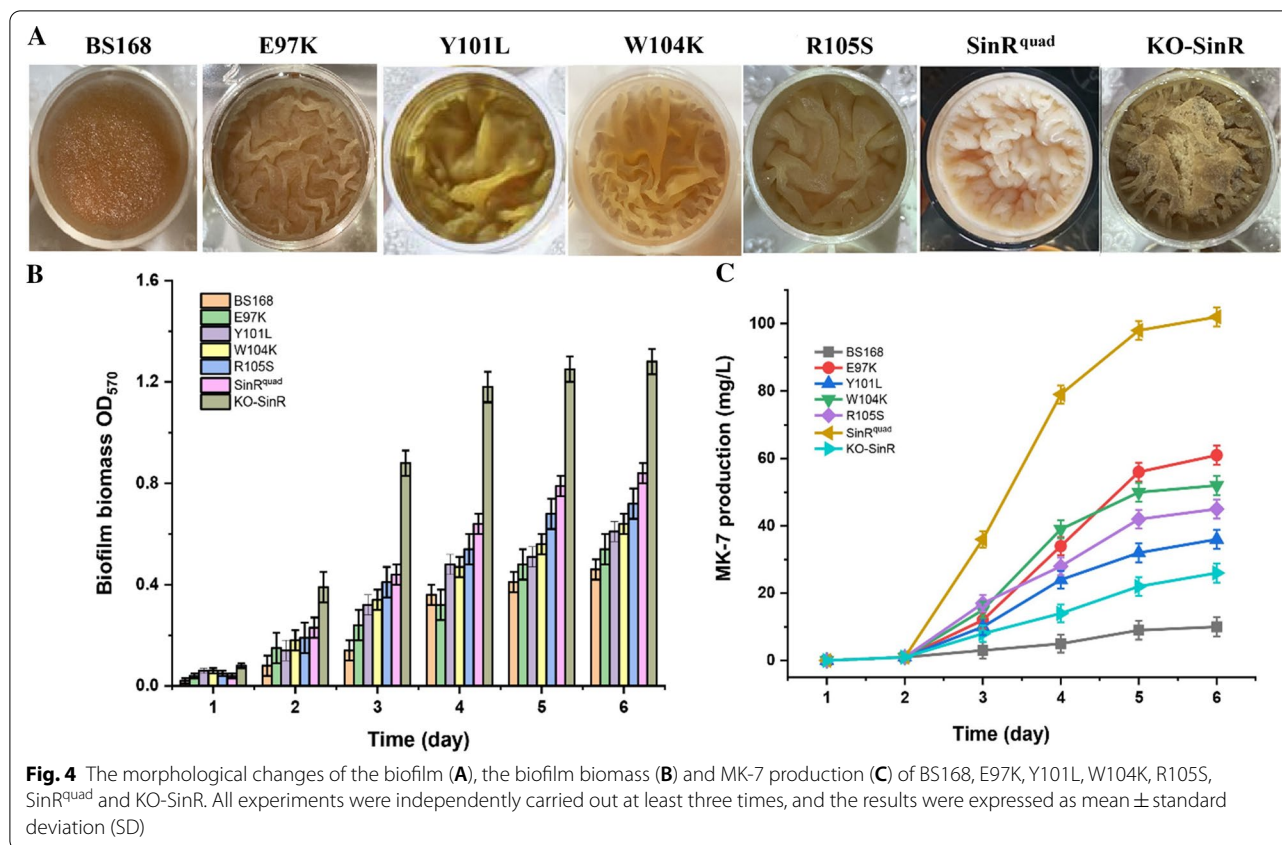 A
BS168 E97K Y101L W104K R105S SinRquad KO-SinR
B
1.6
1.2
0.8
0.4
0.0
Biofilm biomass OD570
BS168
E97K
Y101L
W104K
R105S
SinRquad
KO-SinR
1 2 3 4 5 6
Time (day)
C
100
80
60
40
20
0
MK-7 production (mg/L)
BS168
E97K
Y101L
W104K
R105S
SinRquad
KO-SinR
1 2 3 4 5 6
Time (day)
Fig. 4 The morphological changes of the biofilm (A), the biofilm biomass (B) and MK-7 production (C) of BS168, E97K, Y101L, W104K, R105S,
SinRquad and KO-SinR. All experiments were independently carried out at least three times, and the results were expressed as mean ± standard
deviation (SD)